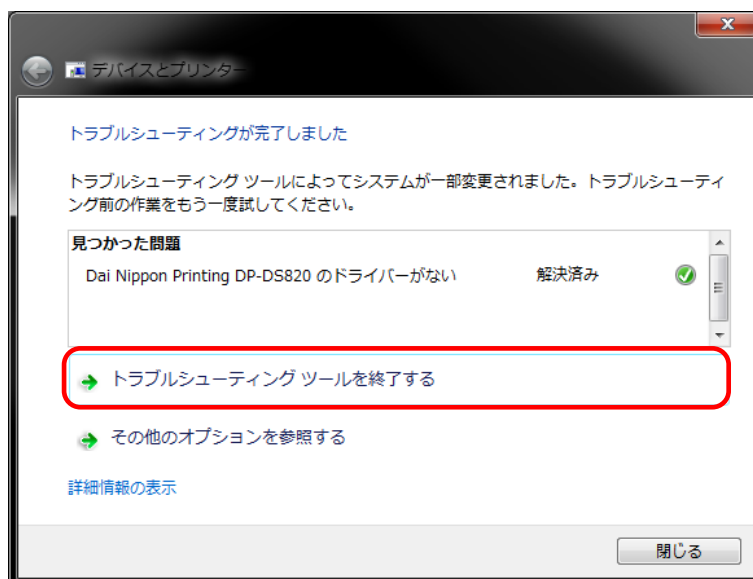 デバイスとプリンター
トラブルシューティングが完了しました
トラブルシューティング ツールによってシステムが一部変更されました。トラブルシューティ
ング前の作業をもう一度試してください。
見つかった問題
Dai Nippon Printing DP-DS820 のドライバーがない 解決済み
トラブルシューティング ツールを終了する
その他のオプションを参照する
詳細情報の表示
閉じる